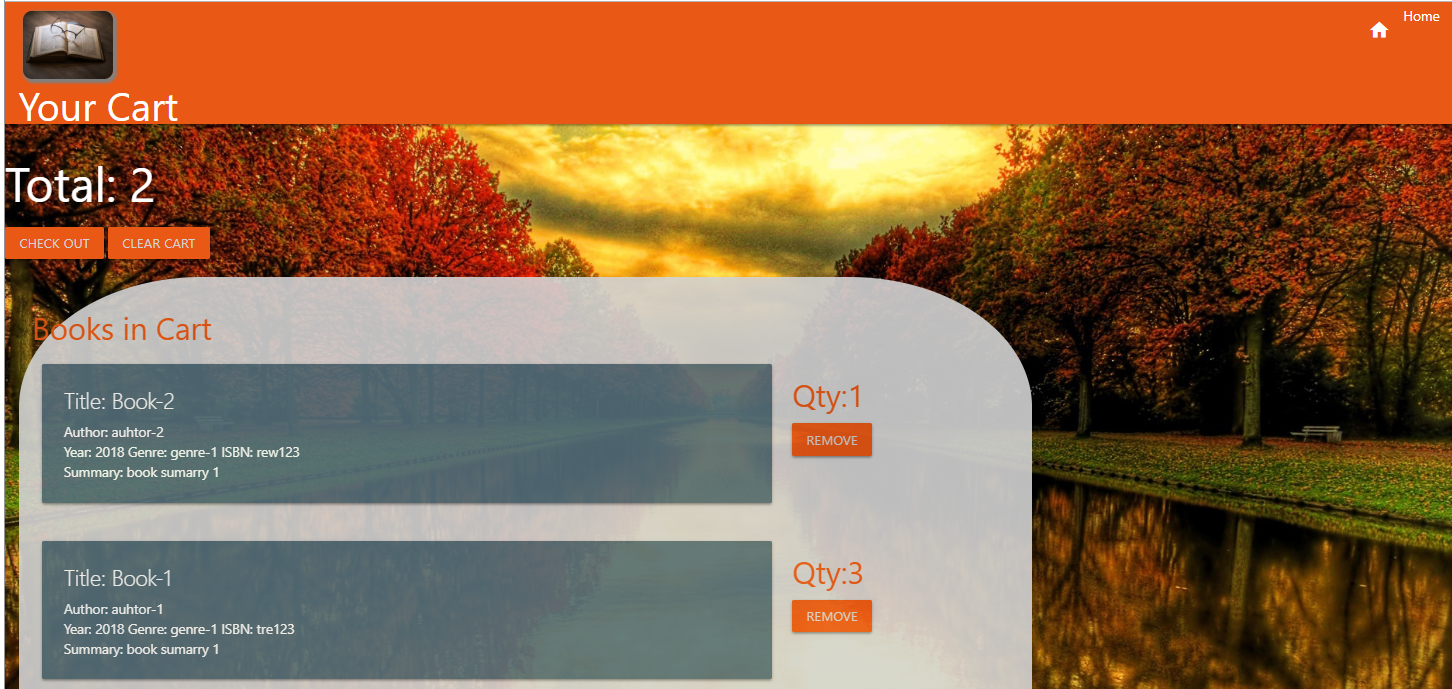 Home
Your Cart
Total: 2
CHECK OUT CLEAR CART
Books in Cart
Title: Book-2
Author: auhtor-2
Year: 2018 Genre: genre-1 ISBN: rew123
Summary: book sumarry 1
Qty:1
REMOVE
Title: Book-1
Author: auhtor-1
Year: 2018 Genre: genre-1 ISBN: tre123
Summary: book sumarry 1
Qty:3
REMOVE